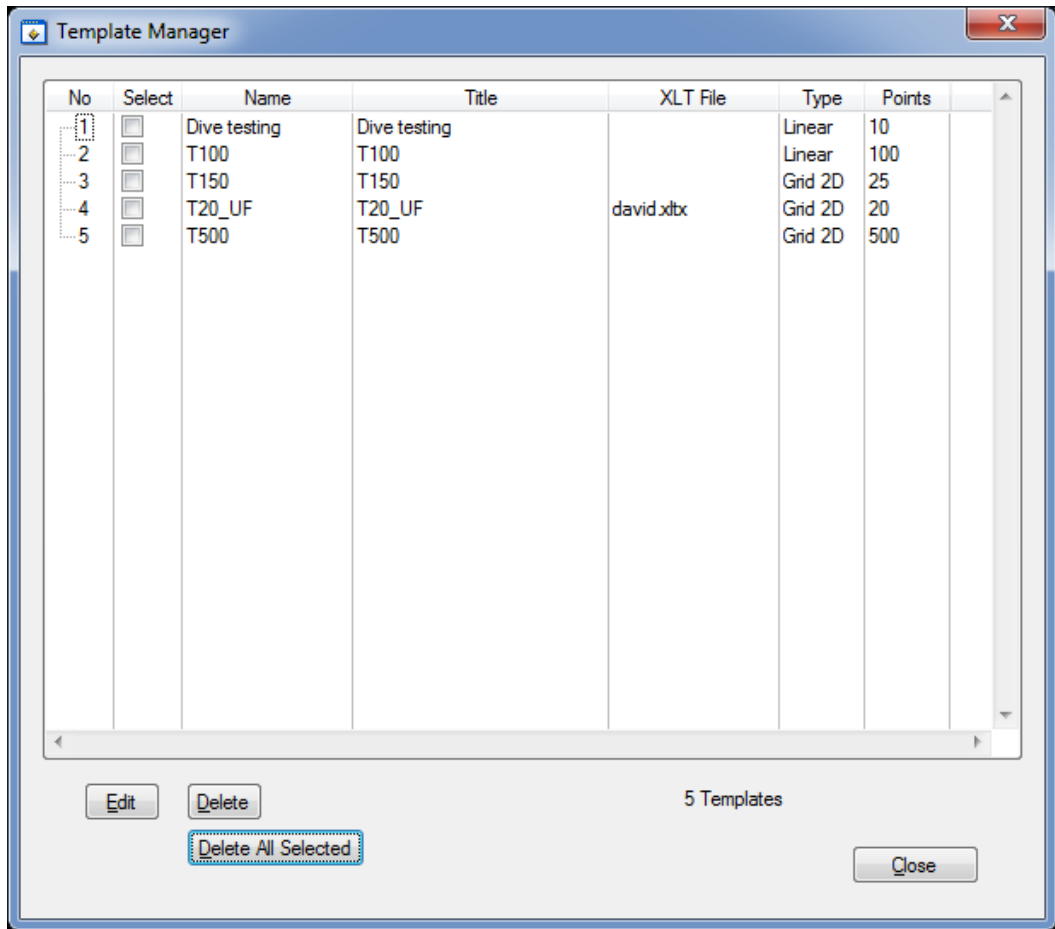 Template Manager
No Select Name Title XLT File Type Points
1 Dive testing Dive testing Linear 10
2 T100 T100 Linear 100
3 T150 T150 Grid 2D 25
4 T20_UF T20_UF david.xltx Grid 2D 20
5 T500 T500 Grid 2D 500
Edit Delete 5 Templates
Delete All Selected
Close